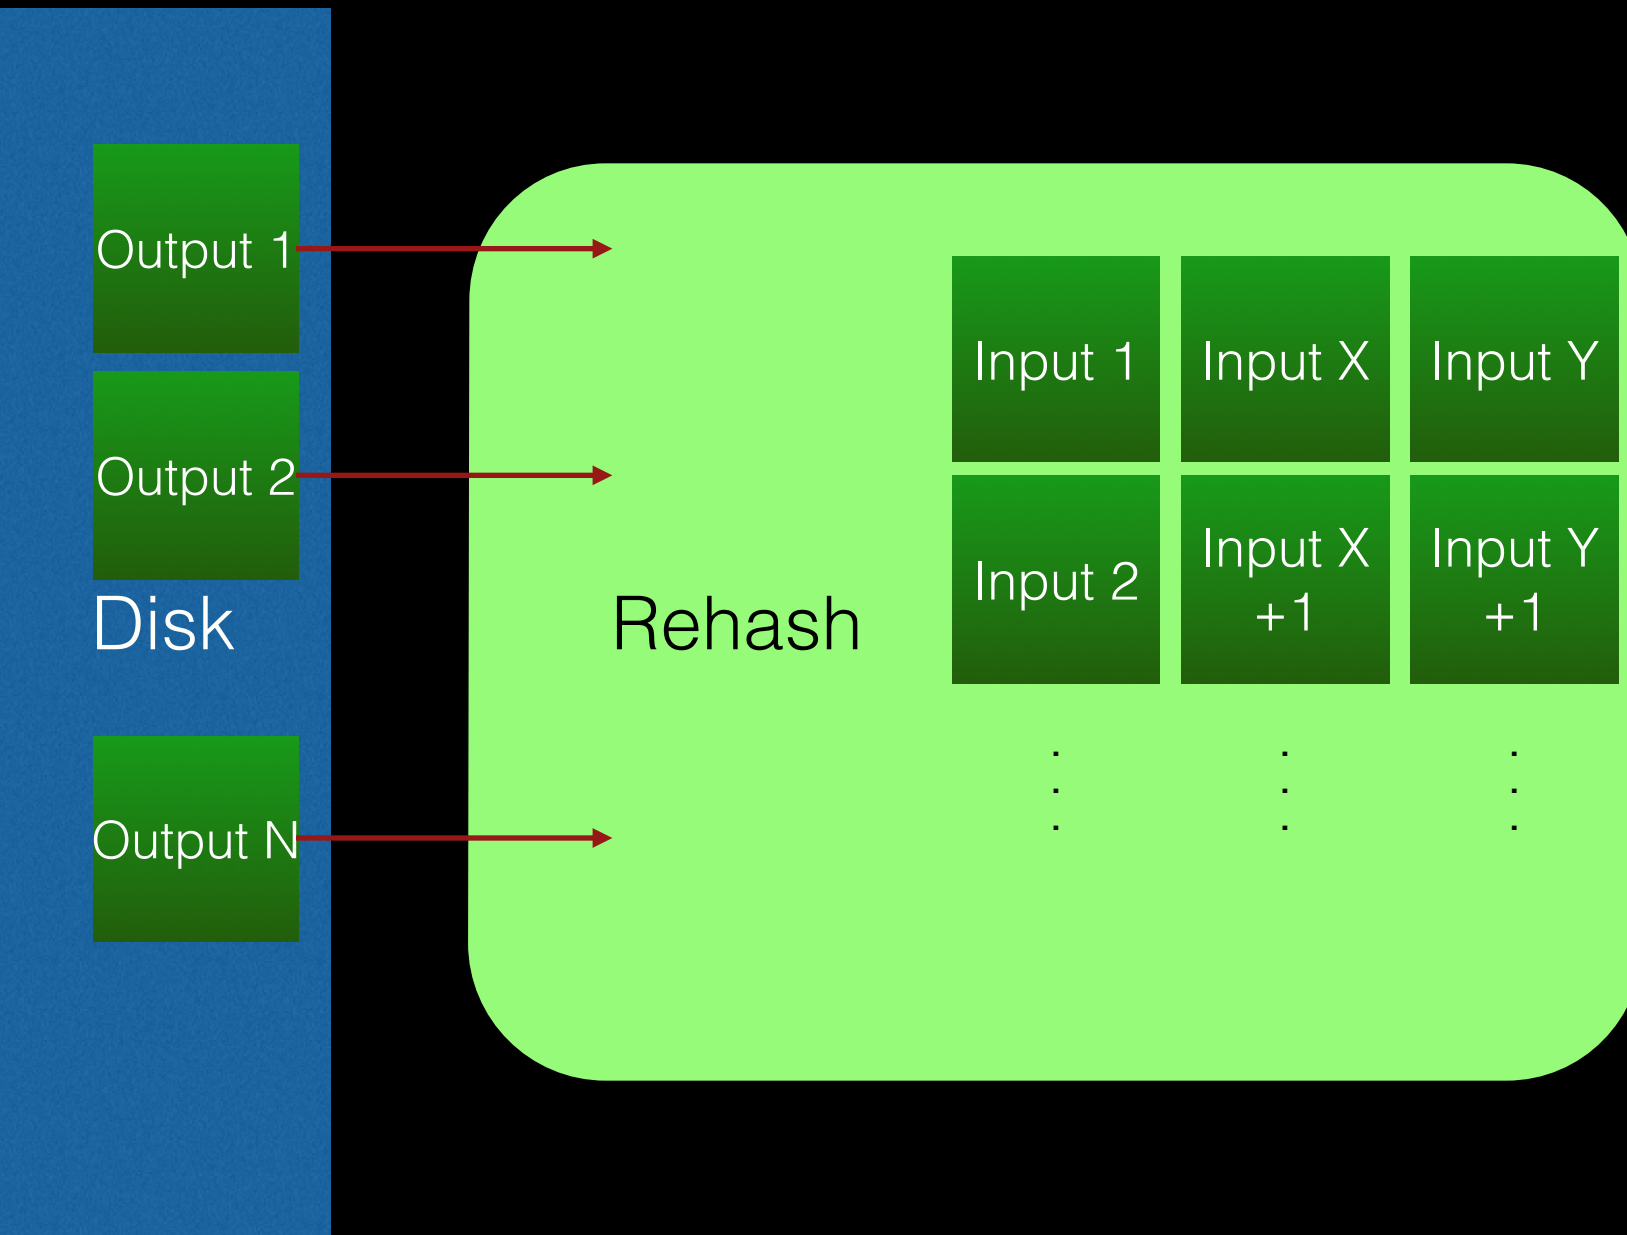 Output 1
Output 2
Disk
Output N
Rehash
Input 1
Input X
Input Y
Input 2
Input X
+1
Input Y
+1
.
.
.
.
.
.
.
.
.